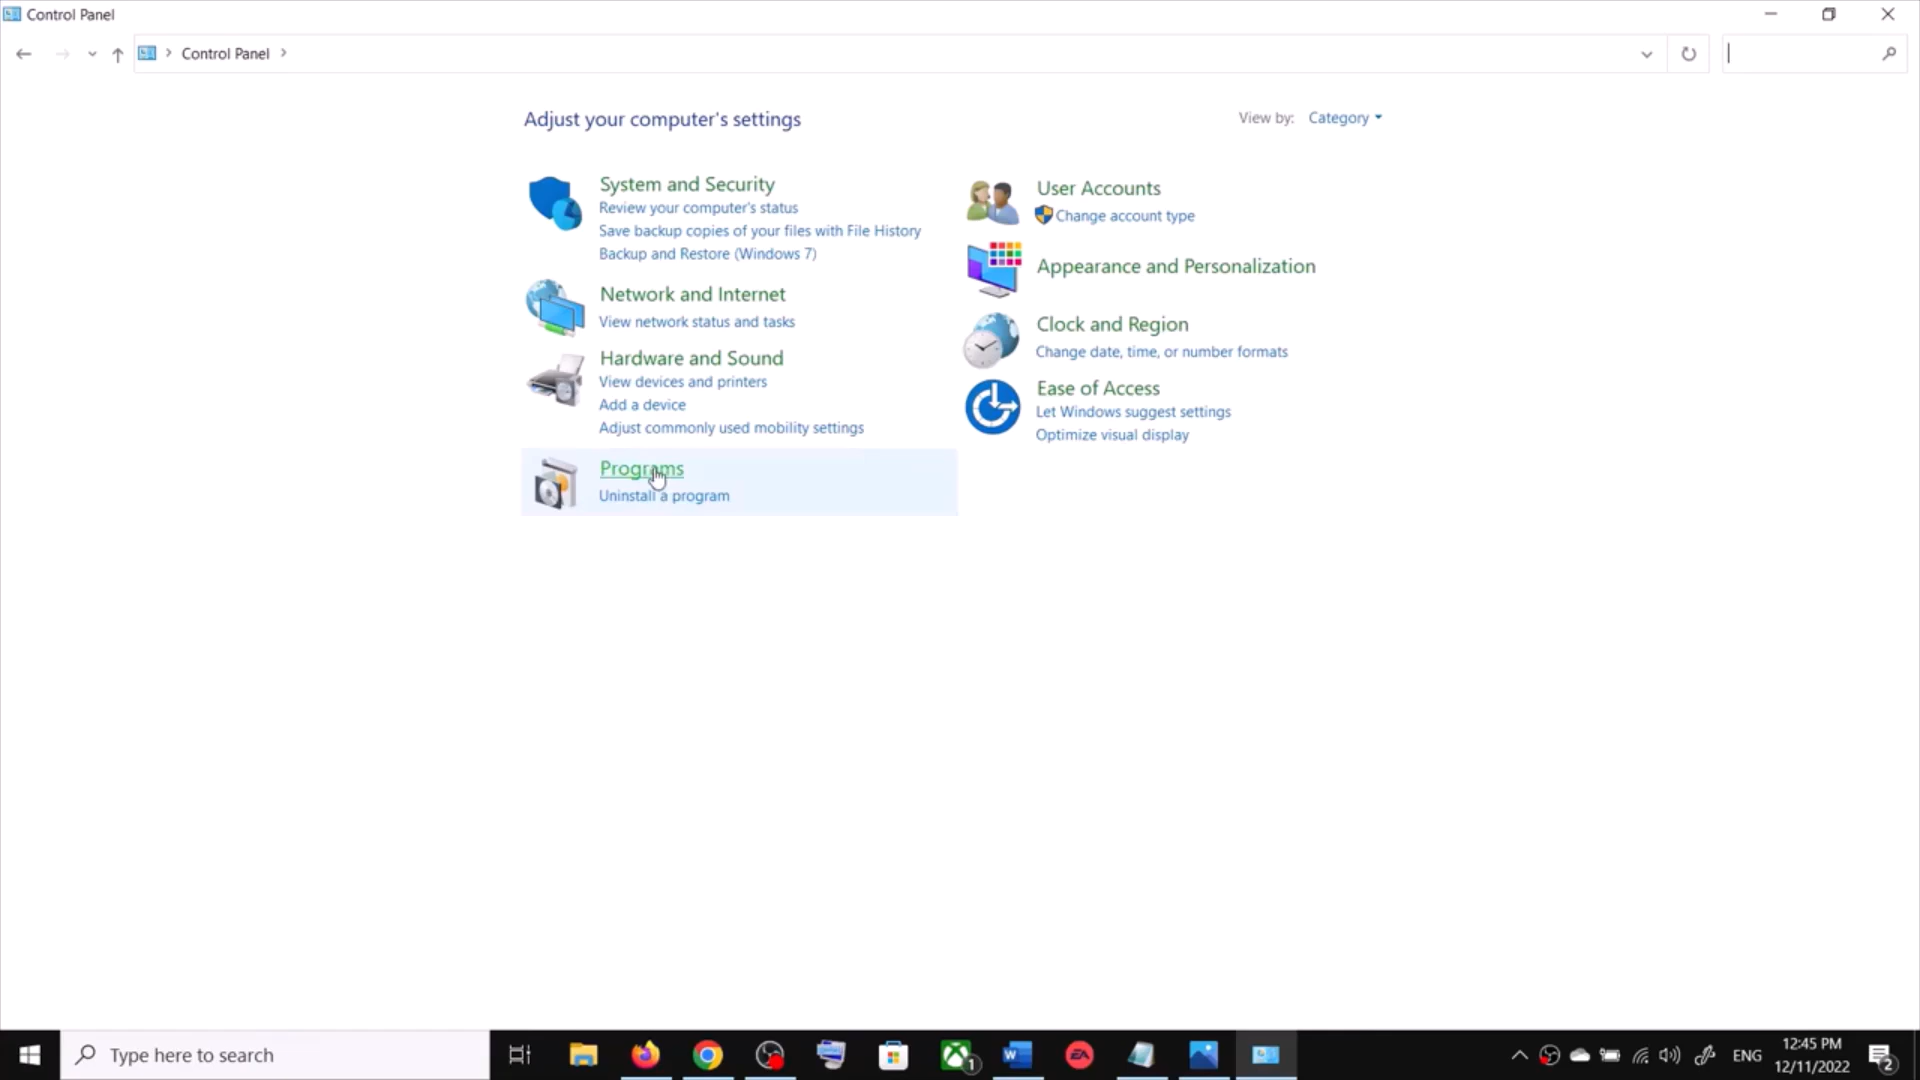 Control Panel
Control Panel
Adjust your computer's settings
View by: Category
System and Security
Review your computer's status
Save backup copies of your files with File History
Backup and Restore (Windows 7)
Network and Internet
View network status and tasks
Hardware and Sound
View devices and printers
Add a device
Adjust commonly used mobility settings
Programs
Uninstall a program
User Accounts
Change account type
Appearance and Personalization
Clock and Region
Change date, time, or number formats
Ease of Access
Let Windows suggest settings
Optimize visual display
Type here to search
1
W
EA
ENG
12:45 PM
12/11/2022
2